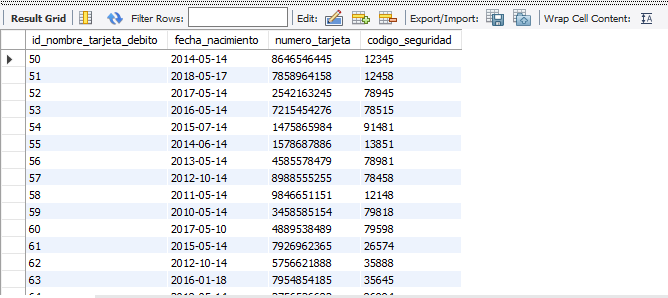 Result Grid Filter Rows: Edit: Export/Import: Wrap Cell Content:
id_nombre_tarjeta_debito fecha_nacimiento numero_tarjeta codigo_seguridad
50 2014-05-14 8646546445 12345
51 2018-05-17 7858964158 12458
52 2017-05-14 2542163245 78945
53 2016-05-14 7215454276 78515
54 2015-07-14 1475865984 91481
55 2014-06-14 1578687886 13851
56 2013-05-14 4585578479 78981
57 2012-10-14 8988555255 78458
58 2011-05-14 9846651151 12148
59 2010-05-14 3458585154 79818
60 2017-05-10 4889538489 79598
61 2015-05-14 7926962365 26574
62 2012-10-14 5756621888 35888
63 2016-01-18 7954854185 35645